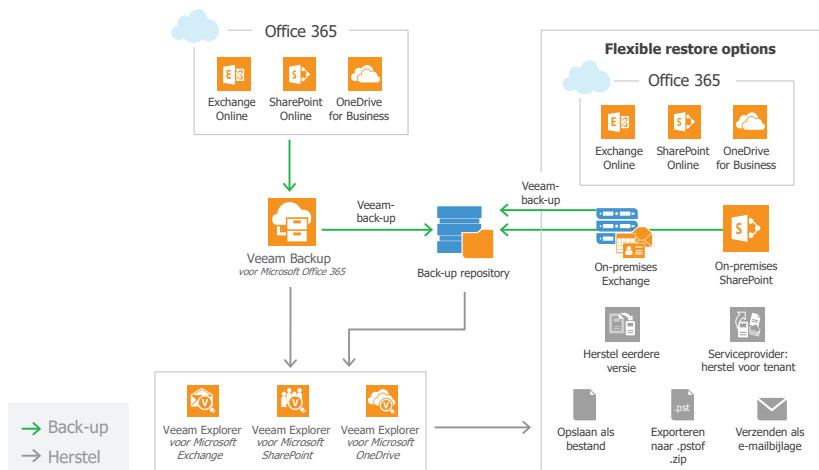 Office 365
Exchange
Online
SharePoint
Online
OneDrive
for Business
Flexible restore options
Office 365
Exchange
Online
SharePoint
Online
OneDrive
for Business
Veeam-
back-up
Veeam-
back-up
Veeam Backup
voor Microsoft Office 365
Back-up repository
On-premises
Exchange
On-premises
SharePoint
Herstel eerdere
versie
Serviceprovider:
herstel voor tenant
Veeam Explorer
voor Microsoft
Exchange
Veeam Explorer
voor Microsoft
SharePoint
Veeam Explorer
voor Microsoft
OneDrive
.pst
Opslaan als
bestand
Exporteren
naar .pstof
.zip
Verzenden als
e-mailbijlage
Back-up
Herstel